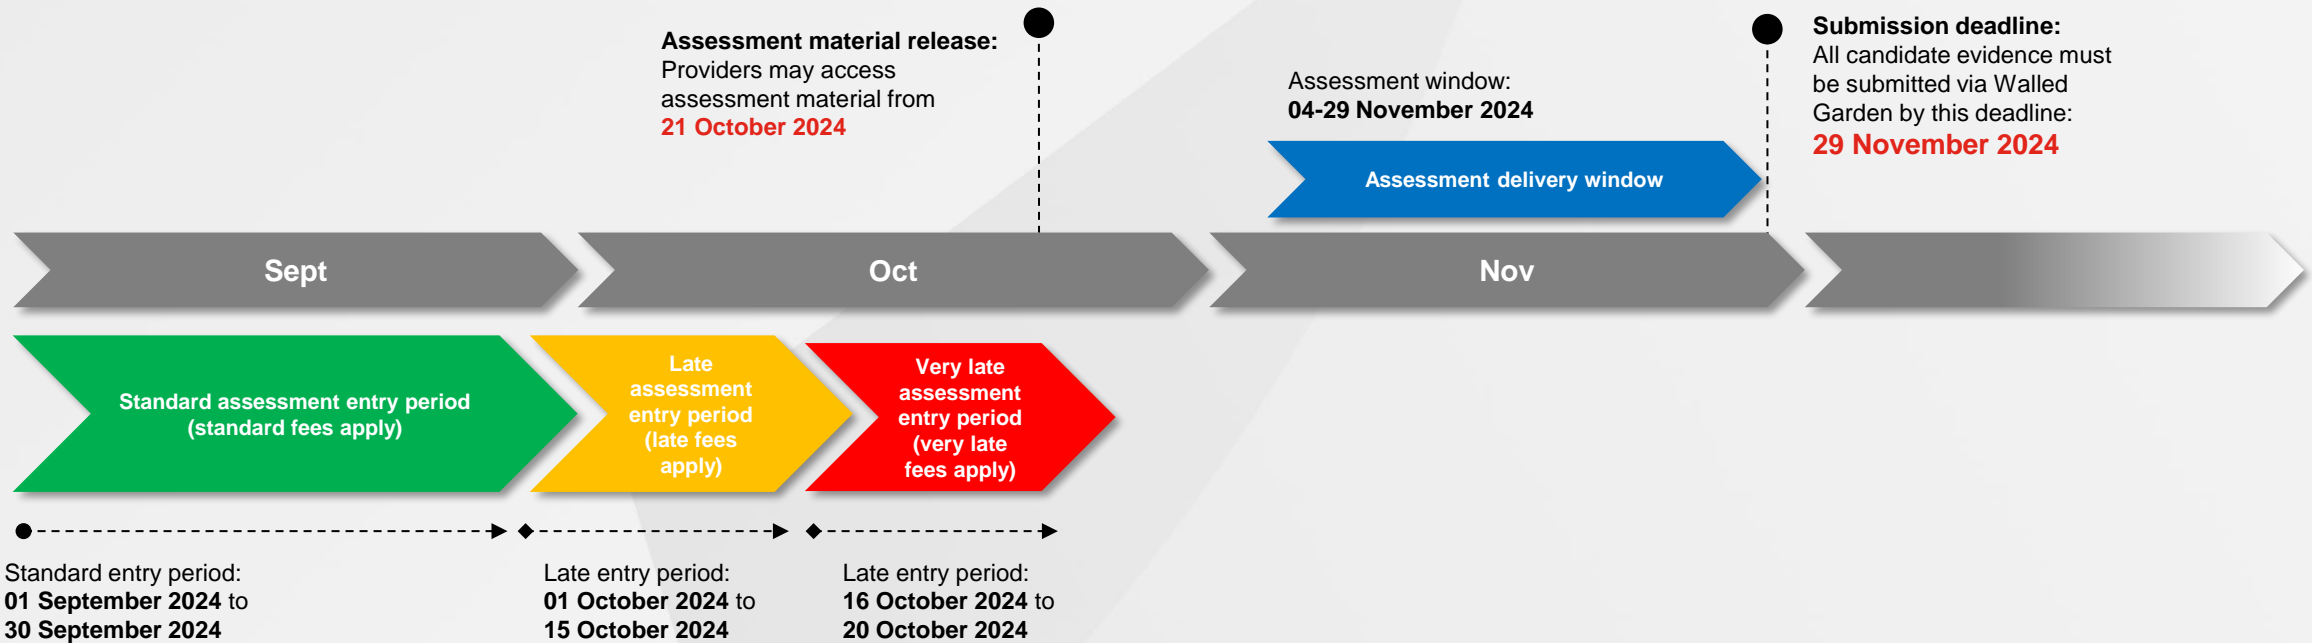 Assessment material release:
Providers may access
assessment material from
21 October 2024
Assessment window:
04-29 November 2024
Submission deadline:
All candidate evidence must
be submitted via Walled
Garden by this deadline:
29 November 2024
Assessment delivery window
Sept
Oct
Nov
Standard assessment entry period
(standard fees apply)
Late
assessment
entry period
(late fees
apply)
Very late
assessment
entry period
(very late
fees apply)
Standard entry period:
01 September 2024 to
30 September 2024
Late entry period:
01 October 2024 to
15 October 2024
Late entry period:
16 October 2024 to
20 October 2024